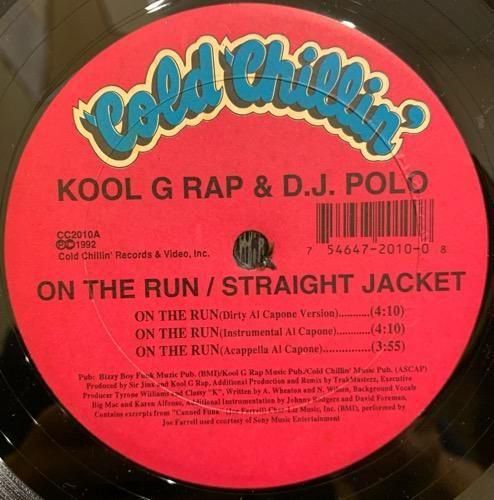 'Cold Chillin'
KOOL G RAP & D.J. POLO
CC2010A
℗©1992
Cold Chillin' Records & Video, Inc.
7 54647-2010-0 8
ON THE RUN / STRAIGHT JACKET
ON THE RUN(Dirty Al Capone Version)...........(4:10)
ON THE RUN(Instrumental Al Capone)...........(4:10)
ON THE RUN(Acappella Al Capone)................(3:55)
Pub: Bizzy Boy Funk Muzic Pub. (BMI)/Kool G Rap Music Pub./Cold Chillin' Music Pub. (ASCAP)
Produced by Sir Jinx and Kool G Rap, Additional Production and Remix by TrakMasterz, Executive
Producer Tyrone Williams and Classy "K", Written by A. Wheaton and N. Wilson, Background Vocals
Big Mac and Karen Alfonso, Additional Instrumentation by Johnny Rodgers and David Foreman,
Contains excerpts from "Canned Funk" (Joe Farrell) Char-Liz Music, Inc. (BMI), performed by
Joe Farrell used courtesy of Sony Music Entertainment